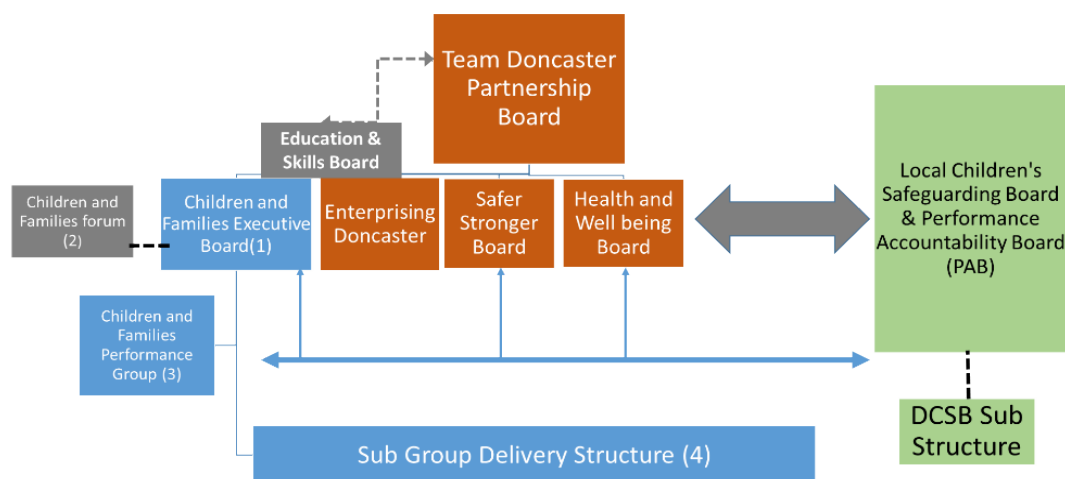 Team Doncaster
Partnership
Board
Education &
Skills Board
Children and
Families forum
(2)
Children and
Families Executive
Board(1)
Enterprising
Doncaster
Safer
Stronger
Board
Health and
Well being
Board
Local Children's
Safeguarding Board
& Performance
Accountability Board
(PAB)
Children and
Families
Performance
Group (3)
DCSB Sub
Structure
Sub Group Delivery Structure (4)